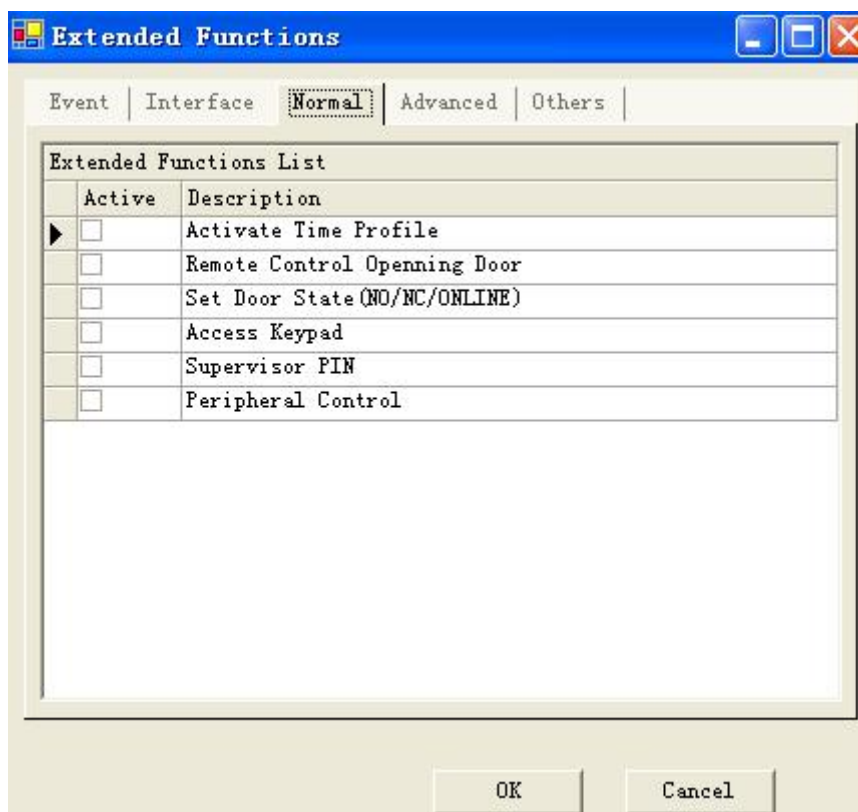 Extended Functions
Event Interface Normal Advanced Others
Extended Functions List
Active Description
Activate Time Profile
Remote Control Openning Door
Set Door State(NO/NC/ONLINE)
Access Keypad
Supervisor PIN
Peripheral Control
OK Cancel